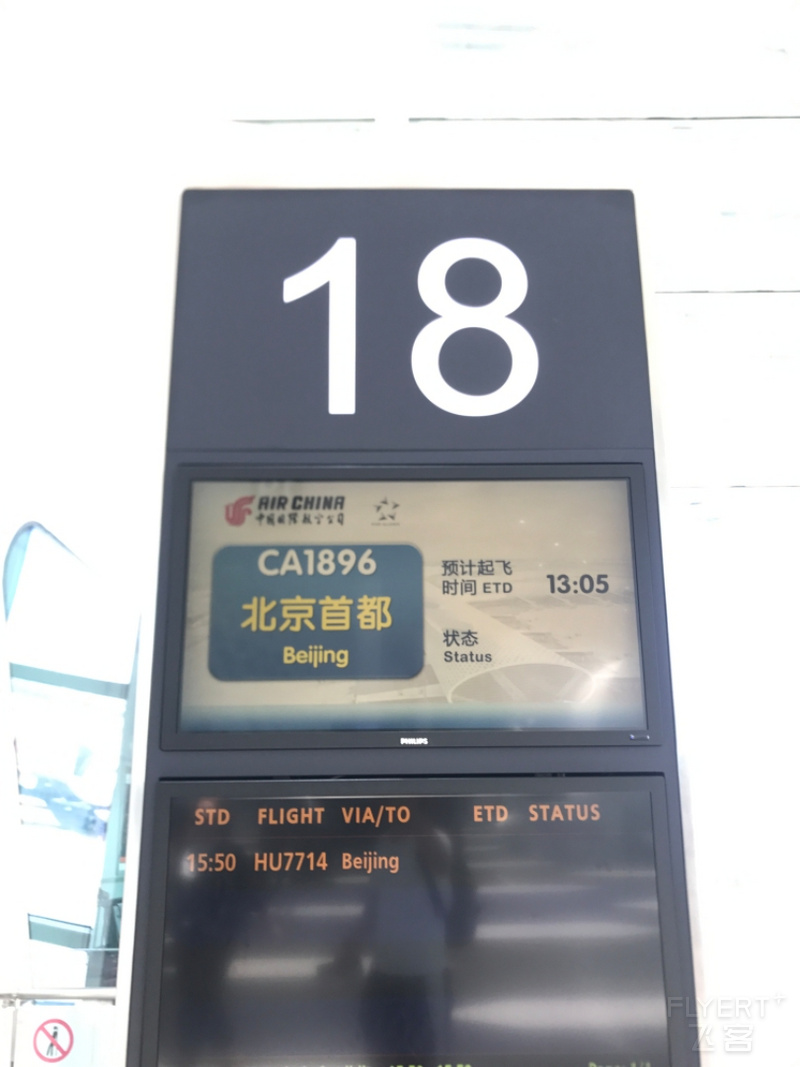 18
AIR CHINA
中国国际航空公司
CA1896
北京首都
Beijing
预计起飞
时间 ETD 13:05
状态
Status
PHILIPS
STD FLIGHT VIA/TO ETD STATUS
15:50 HU7714 Beijing
FLYERT+
飞客